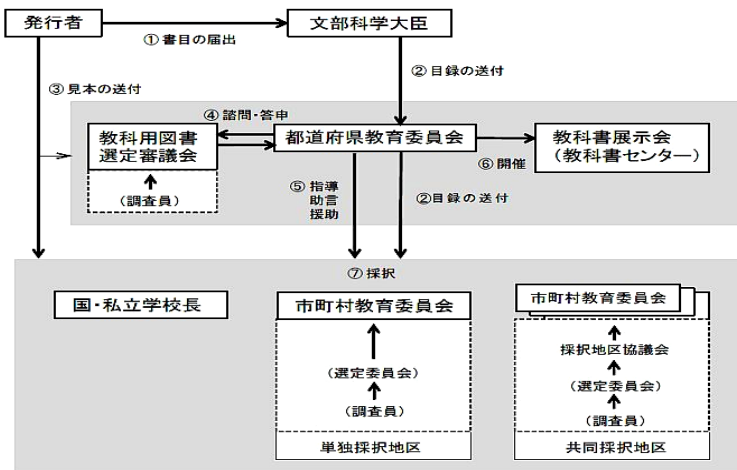 発行者
文部科学大臣
①書目の届出
②目録の送付
③見本の送付
④諮問・答申
教科用図書
選定審議会
(調査員)
都道府県教育委員会
教科書展示会
(教科書センター)
⑥開催
⑤指導
助言
援助
②目録の送付
⑦採択
国・私立学校長
市町村教育委員会
(選定委員会)
(調査員)
単独採択地区
市町村教育委員会
採択地区協議会
(選定委員会)
(調査員)
共同採択地区